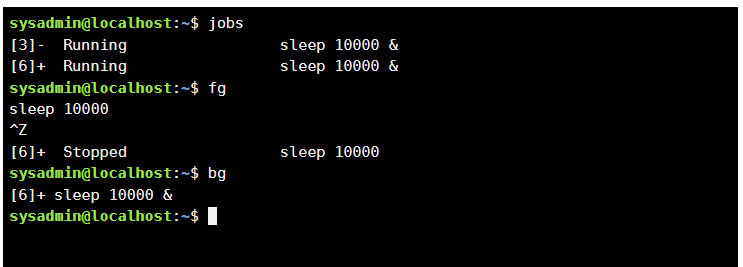 sysadmin@localhost:~$ jobs
[3]-  Running                 sleep 10000 &
[6]+  Running                 sleep 10000 &
sysadmin@localhost:~$ fg
sleep 10000
^Z
[6]+  Stopped                 sleep 10000
sysadmin@localhost:~$ bg
[6]+ sleep 10000 &
sysadmin@localhost:~$